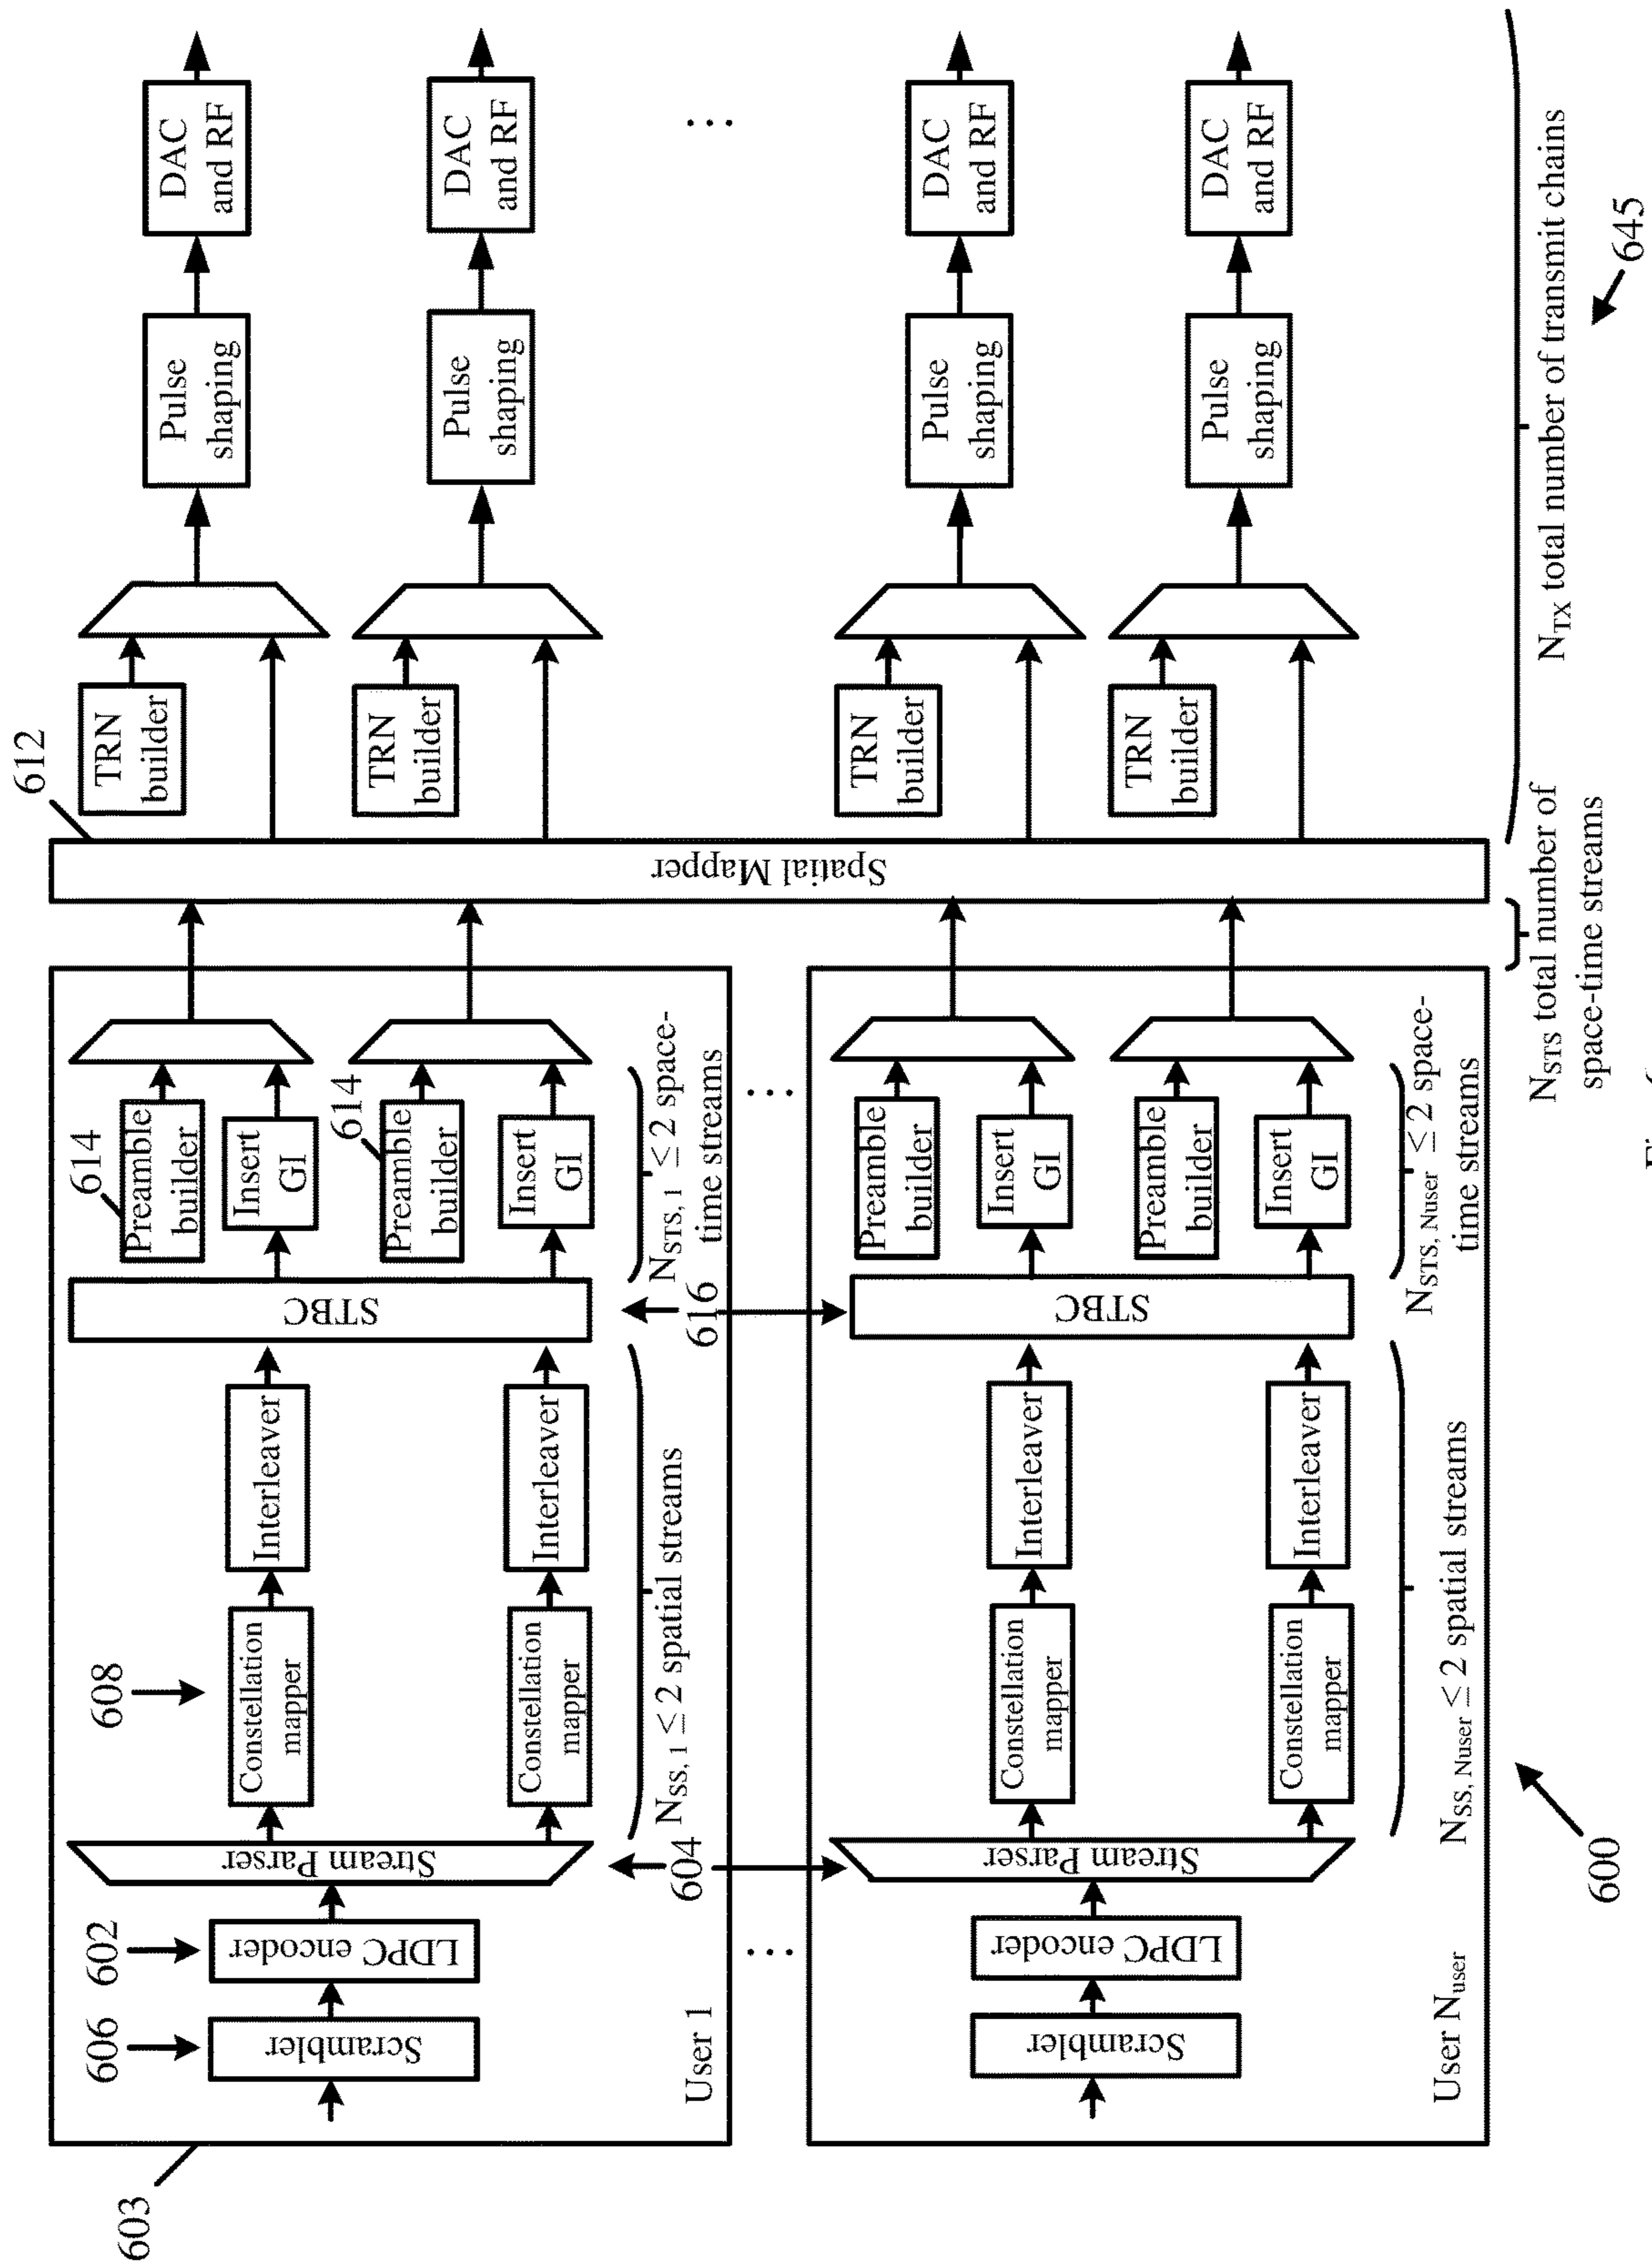 603
606
602
608
614
614
612
Scrambler
LDPC encoder
Stream Parser
Constellation
mapper
Interleaver
Constellation
mapper
Interleaver
STBC
Preamble
builder
Insert
GI
Preamble
builder
Insert
GI
User 1
604
616
N_SS, 1 ≤ 2 spatial streams
N_STS, 1 ≤ 2 space-
time streams
...
...
Scrambler
LDPC encoder
Stream Parser
Constellation
mapper
Interleaver
Constellation
mapper
Interleaver
STBC
Preamble
builder
Insert
GI
Preamble
builder
Insert
GI
User N_user
N_SS, Nuser ≤ 2 spatial streams
N_STS, Nuser ≤ 2 space-
time streams
Spatial Mapper
TRN
builder
Pulse
shaping
DAC
and RF
TRN
builder
Pulse
shaping
DAC
and RF
...
TRN
builder
Pulse
shaping
DAC
and RF
TRN
builder
Pulse
shaping
DAC
and RF
N_STS total number of
space-time streams
N_TX total number of transmit chains
600
645